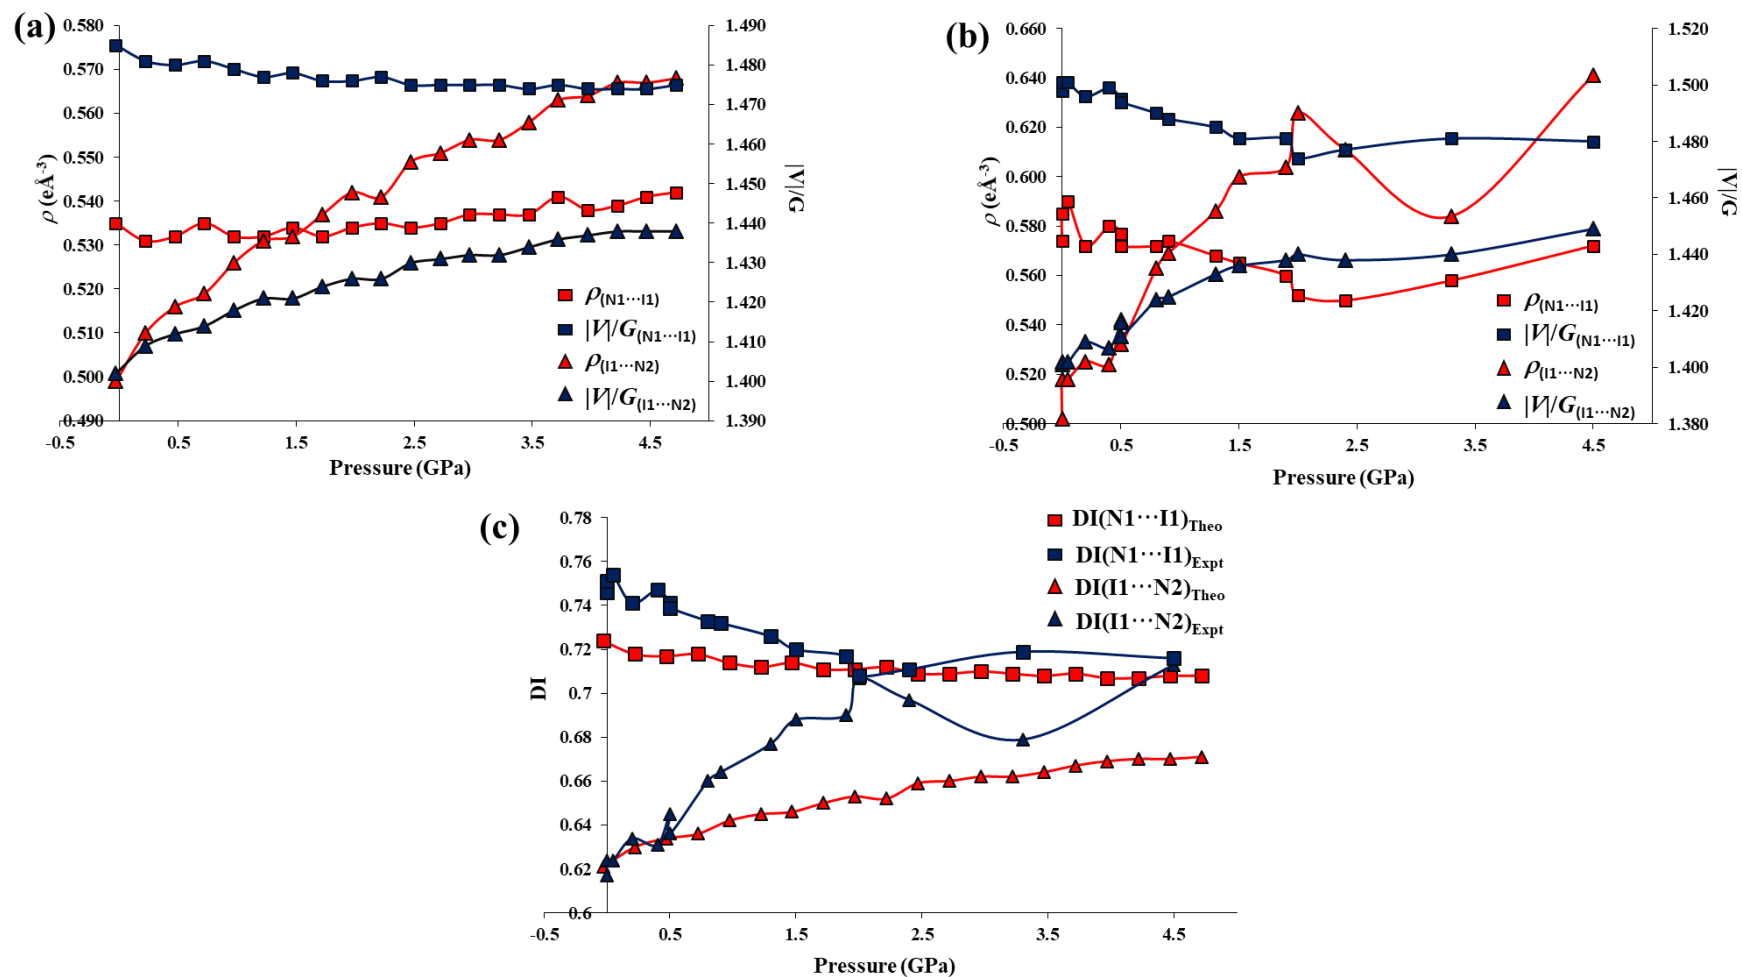 (a)
0.580
0.570
0.560
0.550
0.540
0.530
0.520
0.510
0.500
0.490
ρ (eÅ⁻³)
1.490
1.480
1.470
1.460
1.450
1.440
1.430
1.420
1.410
1.400
1.390
|V|/G
-0.5 0.5 1.5 2.5 3.5 4.5
Pressure (GPa)
ρ(N1···I1)
|V|/G(N1···I1)
ρ(I1···N2)
|V|/G(I1···N2)
(b)
0.660
0.640
0.620
0.600
0.580
0.560
0.540
0.520
0.500
ρ (eÅ⁻³)
1.520
1.500
1.480
1.460
1.440
1.420
1.400
1.380
|V|/G
-0.5 0.5 1.5 2.5 3.5 4.5
Pressure (GPa)
ρ(N1···I1)
|V|/G(N1···I1)
ρ(I1···N2)
|V|/G(I1···N2)
(c)
0.78
0.76
0.74
0.72
0.7
0.68
0.66
0.64
0.62
0.6
DI
-0.5 0.5 1.5 2.5 3.5 4.5
Pressure (GPa)
DI(N1···I1)Theo
DI(N1···I1)Expt
DI(I1···N2)Theo
DI(I1···N2)Expt